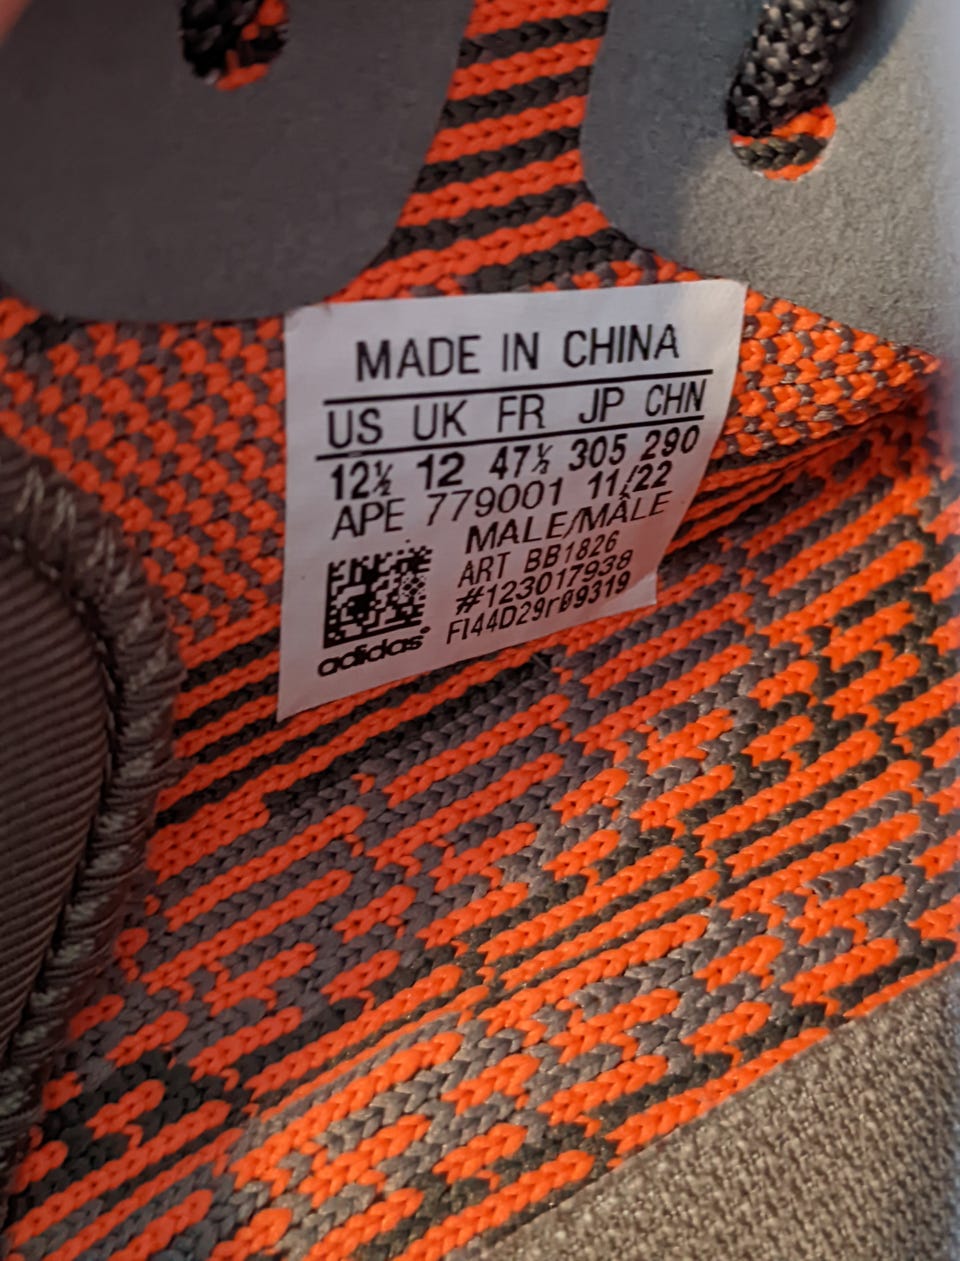 MADE IN CHINA
US UK FR JP CHN
12½ 12 47⅓ 305 290
APE 779001 11/22
MALE/MÂLE
ART BB1826
#123017938
FI44D29r09319
adidas®